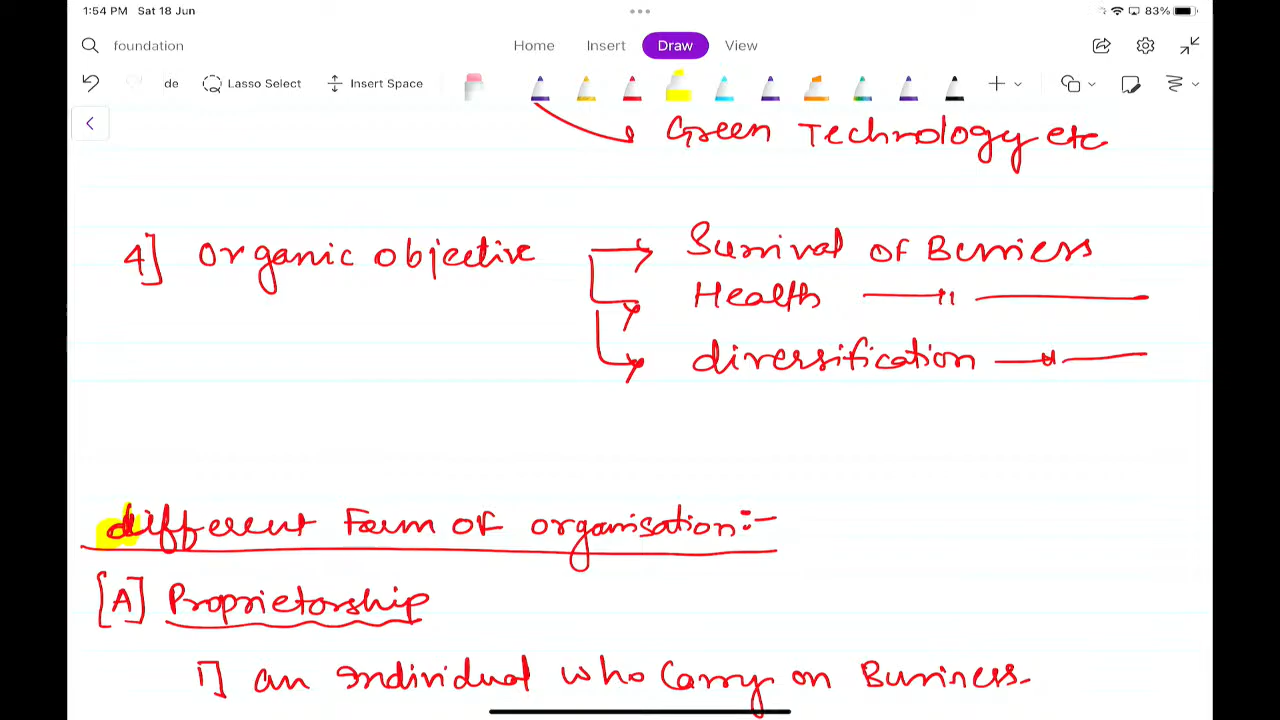 1:54 PM Sat 18 Jun 83%
foundation Home Insert Draw View
de Lasso Select Insert Space
Green Technology etc
4] organic objective Survival of Business
Health —"—
diversification —"—
different Form of organisation:-
[A] Proprietorship
1] an individual who Carry on Business.